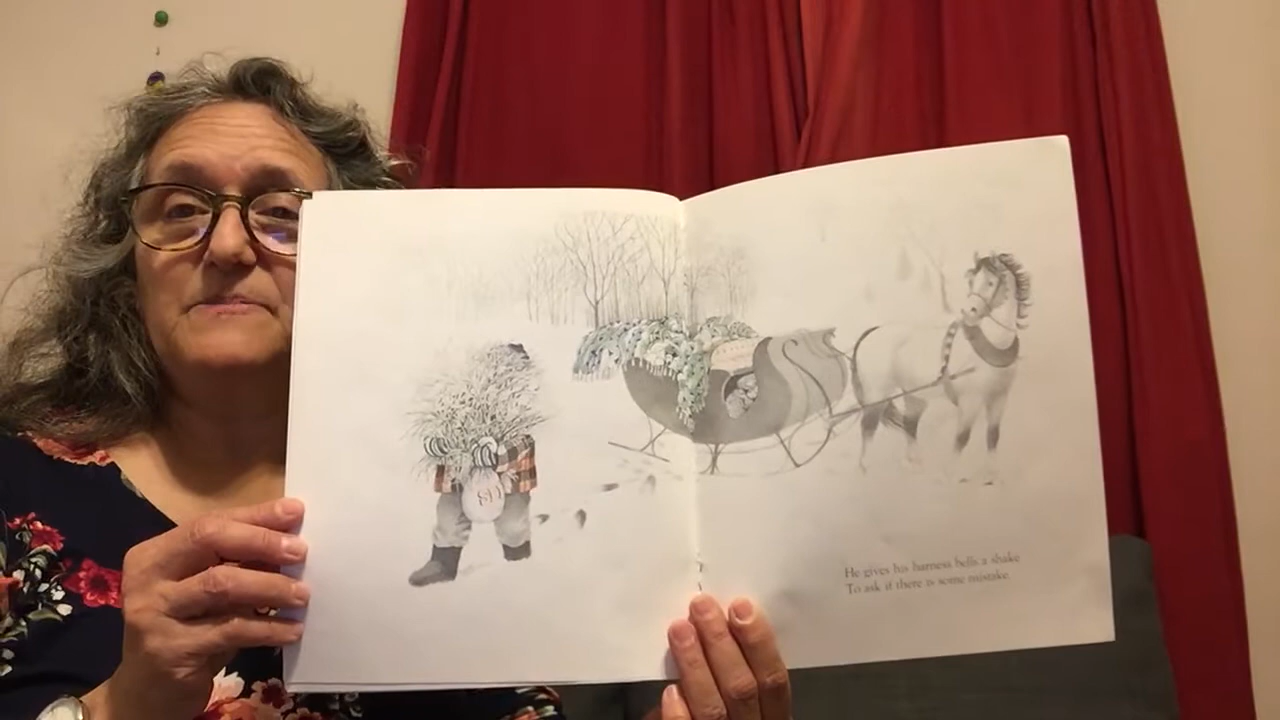 He gives his harness bells a shake
To ask if there is some mistake.